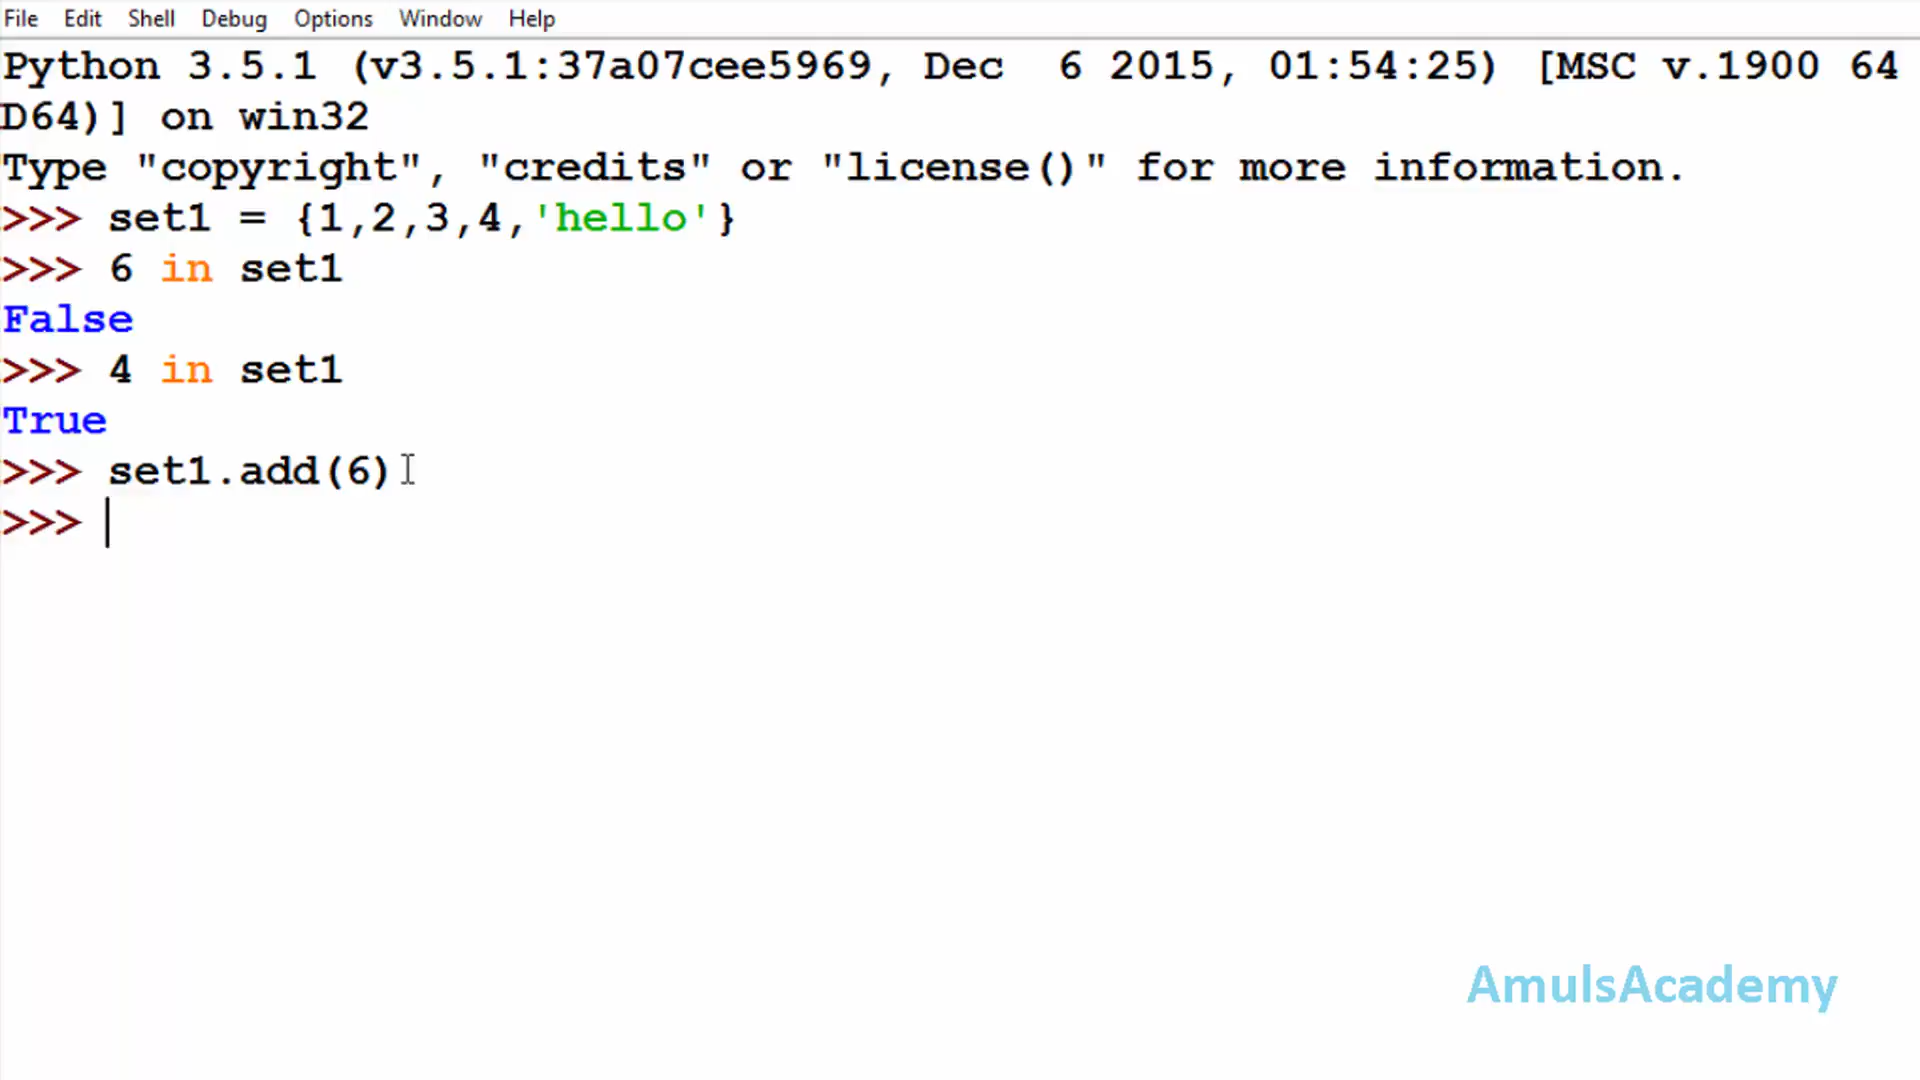 File Edit Shell Debug Options Window Help
Python 3.5.1 (v3.5.1:37a07cee5969, Dec  6 2015, 01:54:25) [MSC v.1900 64
D64)] on win32
Type "copyright", "credits" or "license()" for more information.
>>> set1 = {1,2,3,4,'hello'}
>>> 6 in set1
False
>>> 4 in set1
True
>>> set1.add(6)
>>>
AmulsAcademy